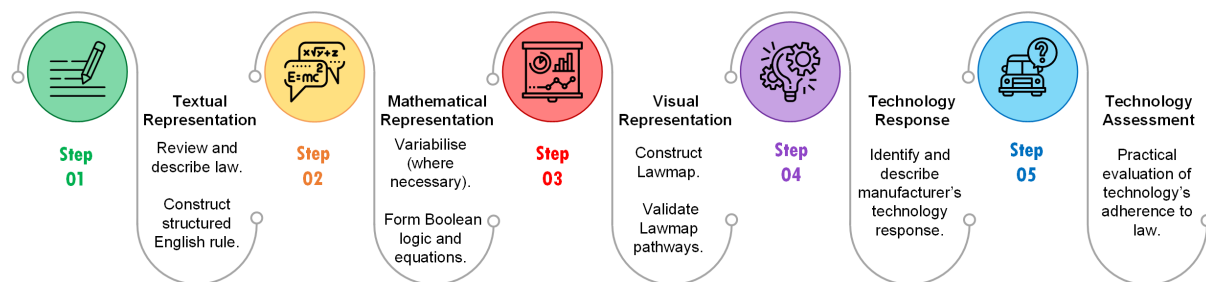 Step
01
Textual
Representation
Review and
describe law.
Construct
structured
English rule.
x√y+z
E=mc2
Step
02
Mathematical
Representation
Variabilise
(where
necessary).
Form Boolean
logic and
equations.
Step
03
Visual
Representation
Construct
Lawmap.
Validate
Lawmap
pathways.
Step
04
Technology
Response
Identify and
describe
manufacturer's
technology
response.
?
Step
05
Technology
Assessment
Practical
evaluation of
technology's
adherence to
law.